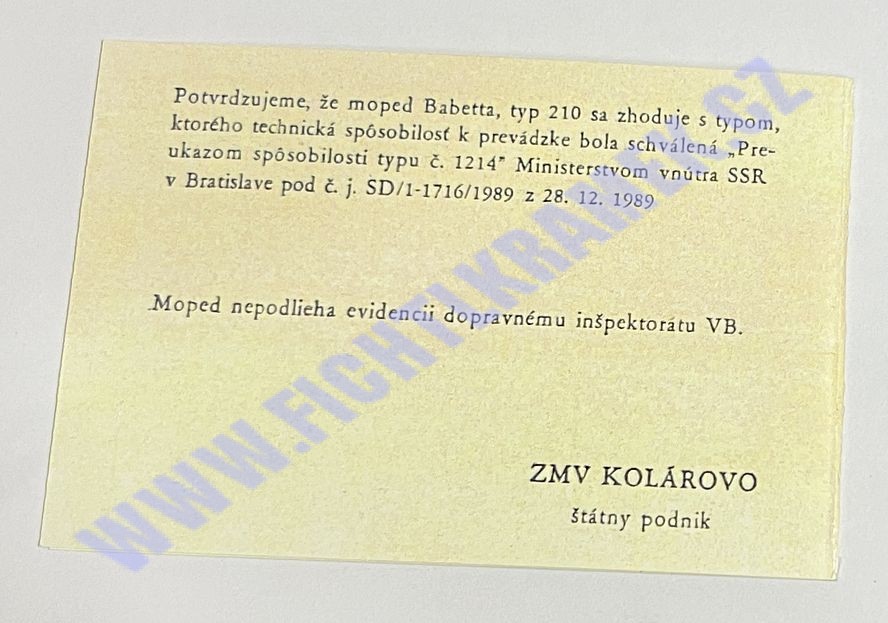 Potvrdzujeme, že moped Babetta, typ 210 sa zhoduje s typom,
ktorého technická spôsobilosť k prevádzke bola schválená „Pre-
ukazom spôsobilosti typu č. 1214" Ministerstvom vnútra SSR
v Bratislave pod č. j. SD/1-1716/1989 z 28. 12. 1989
Moped nepodlieha evidencii dopravnému inšpektorátu VB.
ZMV KOLÁROVO
štátny podnik
WWW.FICHTLKRAMEK.CZ